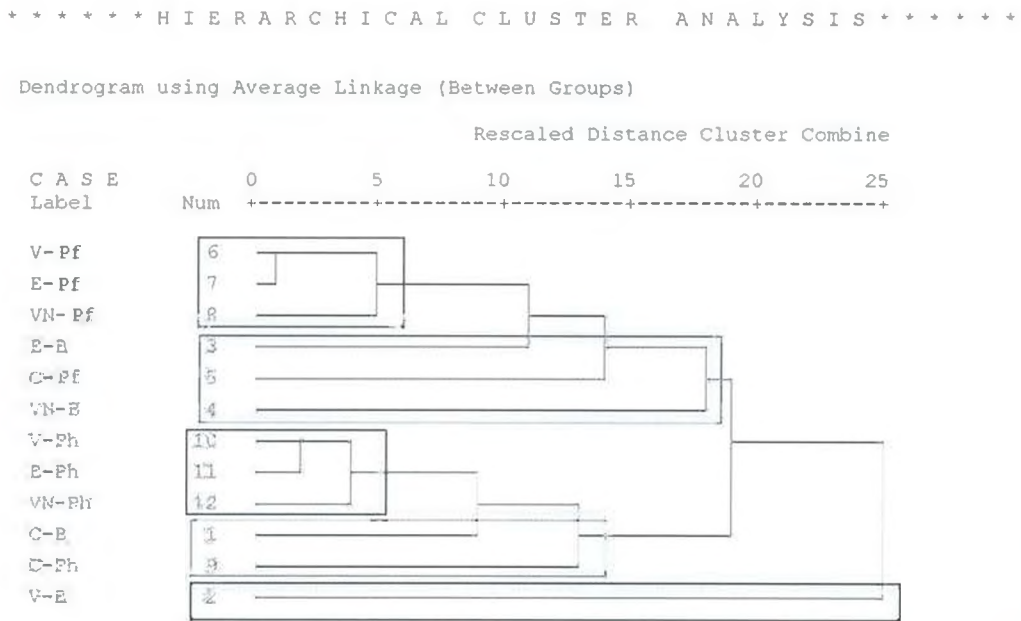 * * * * * * H I E R A R C H I C A L  C L U S T E R  A N A L Y S I S * * * * * *
Dendrogram using Average Linkage (Between Groups)
Rescaled Distance Cluster Combine
C A S E 0 5 10 15 20 25
Label Num +---------+---------+---------+---------+---------+
V-Pf 6
E-Pf 7
VN-Pf 8
E-B 3
C-Pf 5
VN-B 4
V-Ph 10
E-Ph 11
VN-Ph 12
C-B 1
C-Ph 9
V-B 2